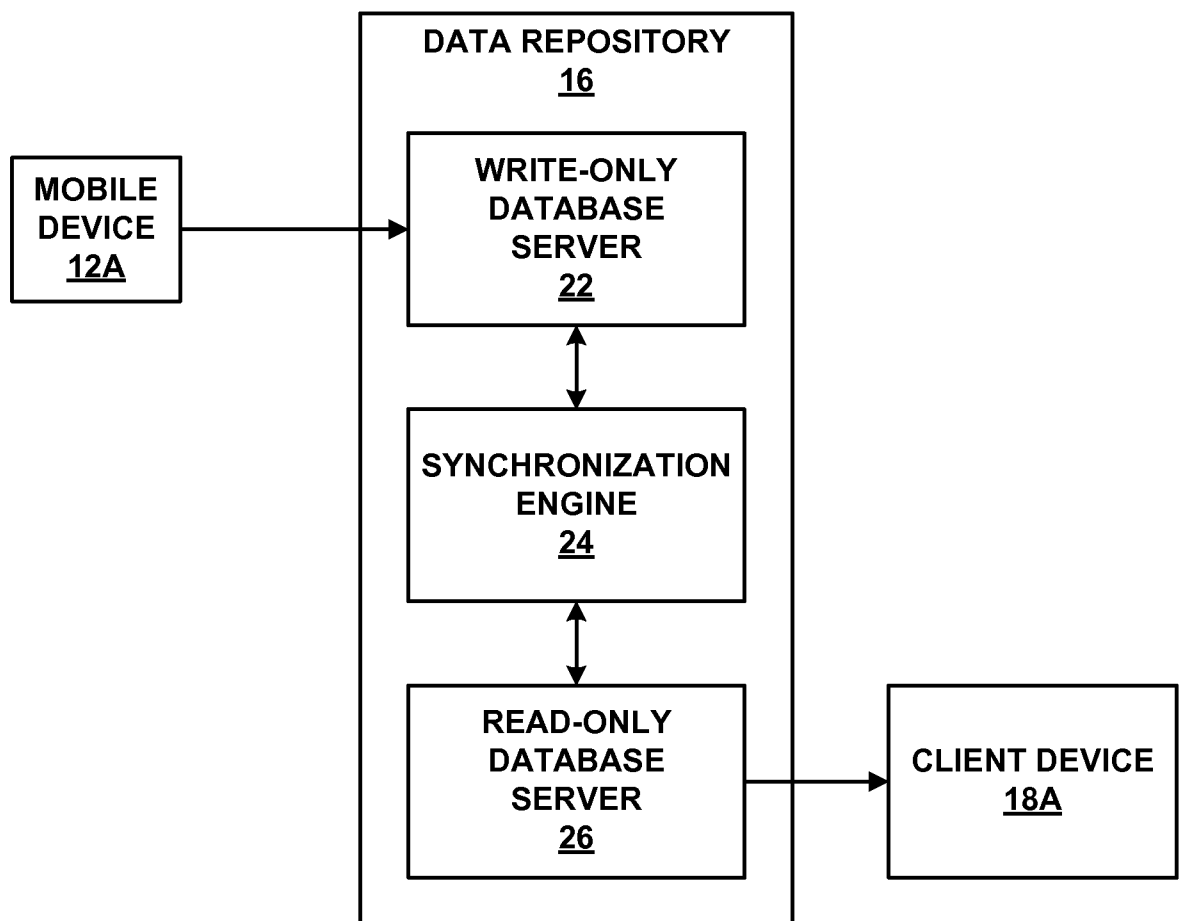 DATA REPOSITORY
16
WRITE-ONLY
DATABASE
SERVER
22
MOBILE
DEVICE
12A
SYNCHRONIZATION
ENGINE
24
READ-ONLY
DATABASE
SERVER
26
CLIENT DEVICE
18A